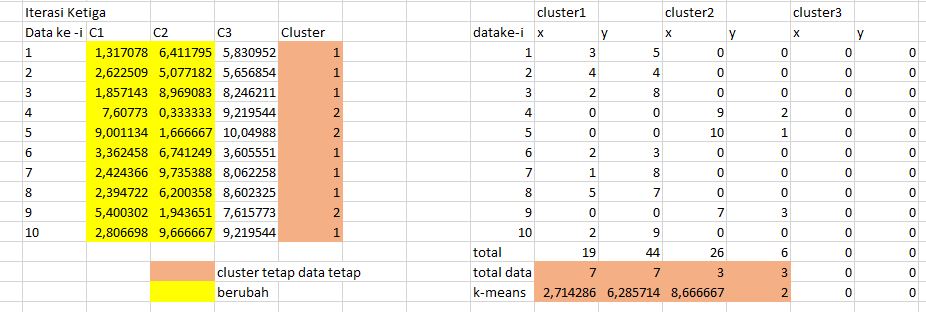 Iterasi Ketiga cluster1 cluster2 cluster3
Data ke -i C1 C2 C3 Cluster datake-i x y x y x y
1 1,317078 6,411795 5,830952 1 1 3 5 0 0 0 0
2 2,622509 5,077182 5,656854 1 2 4 4 0 0 0 0
3 1,857143 8,969083 8,246211 1 3 2 8 0 0 0 0
4 7,60773 0,333333 9,219544 2 4 0 0 9 2 0 0
5 9,001134 1,666667 10,04988 2 5 0 0 10 1 0 0
6 3,362458 6,741249 3,605551 1 6 2 3 0 0 0 0
7 2,424366 9,735388 8,062258 1 7 1 8 0 0 0 0
8 2,394722 6,200358 8,602325 1 8 5 7 0 0 0 0
9 5,400302 1,943651 7,615773 2 9 0 0 7 3 0 0
10 2,806698 9,666667 9,219544 1 10 2 9 0 0 0 0
total 19 44 26 6 0 0
cluster tetap data tetap total data 7 7 3 3 0 0
berubah k-means 2,714286 6,285714 8,666667 2 0 0